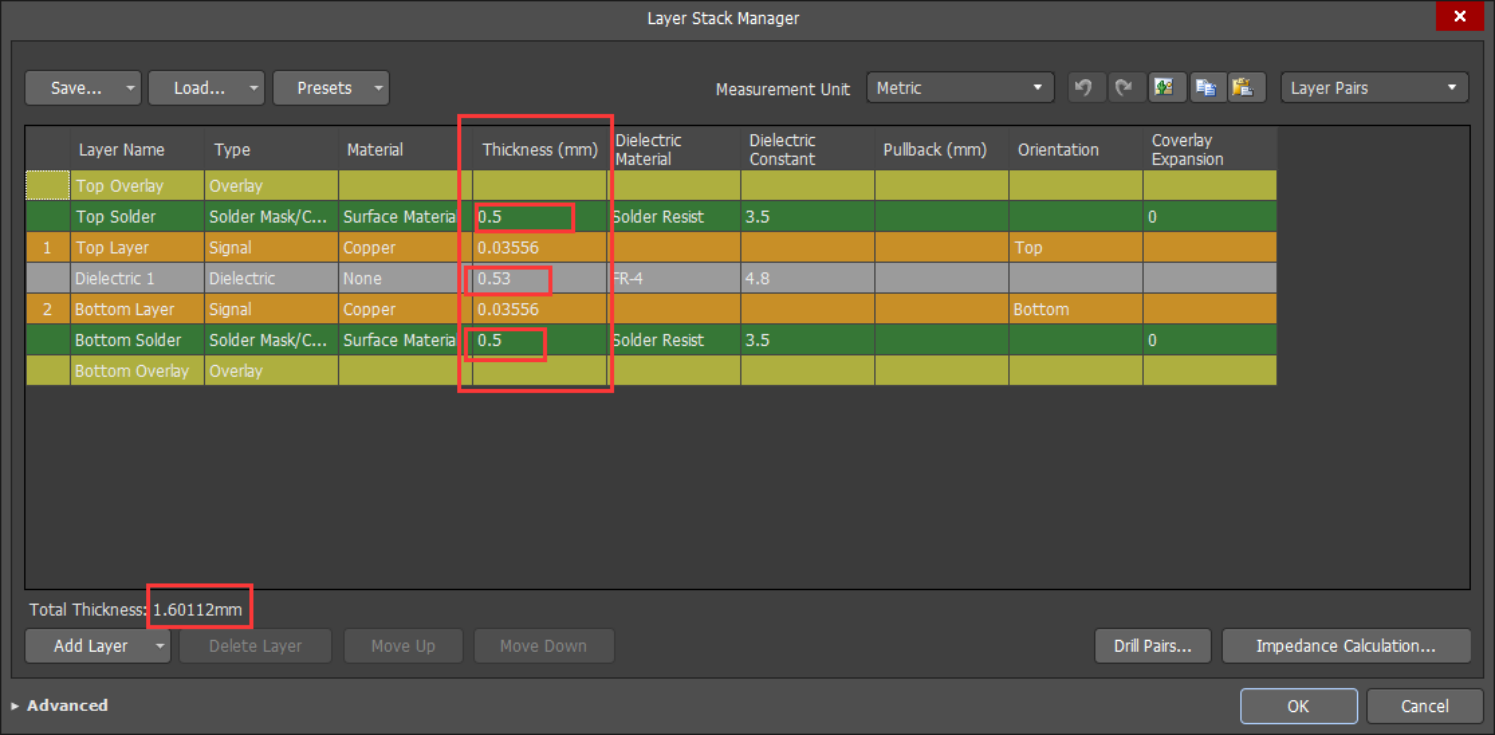 Layer Stack Manager
Save... Load... Presets Measurement Unit Metric Layer Pairs
Layer Name Type Material Thickness (mm) Dielectric Material Dielectric Constant Pullback (mm) Orientation Coverlay Expansion
Top Overlay Overlay
Top Solder Solder Mask/C... Surface Material 0.5 Solder Resist 3.5 0
1 Top Layer Signal Copper 0.03556 Top
Dielectric 1 Dielectric None 0.53 FR-4 4.8
2 Bottom Layer Signal Copper 0.03556 Bottom
Bottom Solder Solder Mask/C... Surface Material 0.5 Solder Resist 3.5 0
Bottom Overlay Overlay
Total Thickness: 1.60112mm
Add Layer Delete Layer Move Up Move Down Drill Pairs... Impedance Calculation...
Advanced OK Cancel